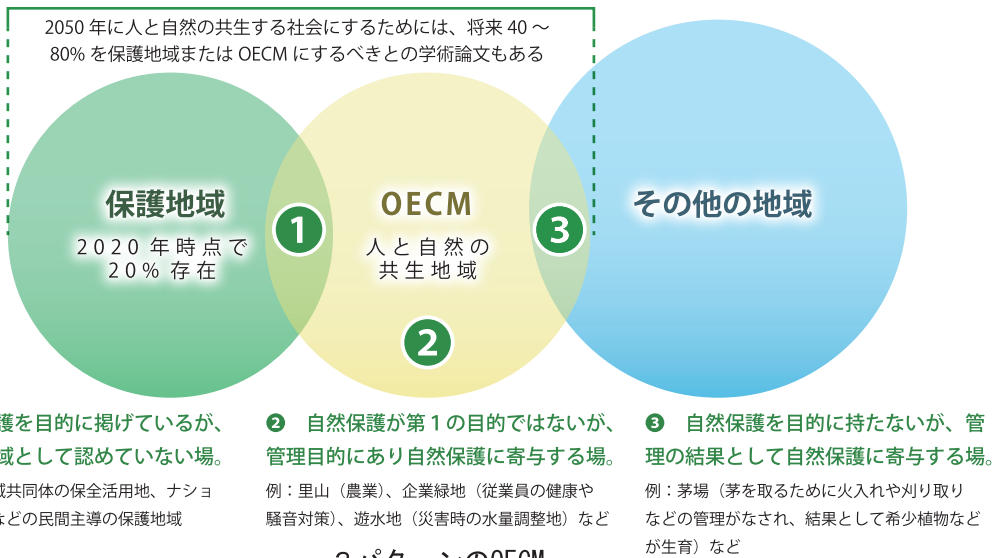 2050 年に人と自然の共生する社会にするためには、将来 40 ～
80% を保護地域または OECM にするべきとの学術論文もある
保護地域
2020 年時点で
20% 存在
1
OECM
人と自然の
共生地域
2
3
その他の地域
護を目的に掲げているが、
域として認めていない場。
域共同体の保全活用地、ナショ
などの民間主導の保護地域
2 自然保護が第 1 の目的ではないが、
管理目的にあり自然保護に寄与する場。
例：里山（農業）、企業緑地（従業員の健康や
騒音対策）、遊水地（災害時の水量調整地）など
3 自然保護を目的に持たないが、管
理の結果として自然保護に寄与する場。
例：茅場（茅を取るために火入れや刈り取り
などの管理がなされ、結果として希少植物など
が生育）など
３パターンのOECM